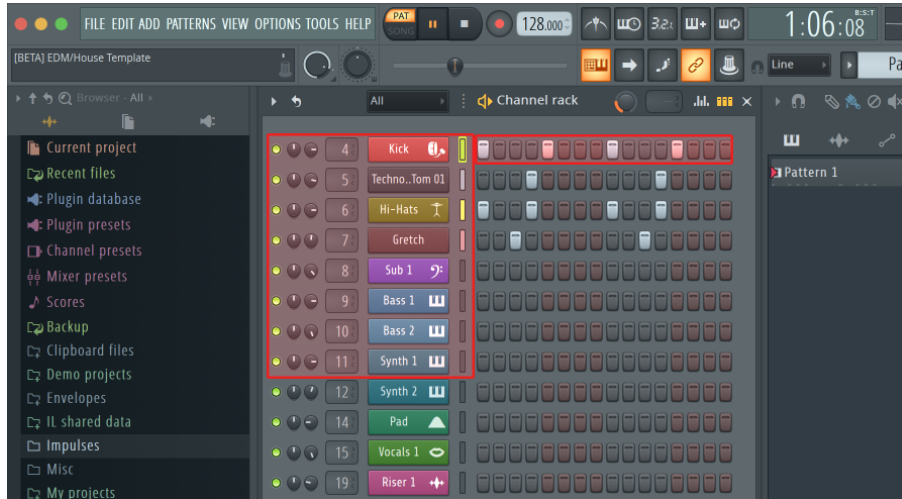 FILE EDIT ADD PATTERNS VIEW OPTIONS TOOLS HELP
PAT
SONG
128.000
3.2.
1:06:08
B:S:T
[BETA] EDM/House Template
Line
Pa
Browser - All
All
Channel rack
Current project
Recent files
Plugin database
Plugin presets
Channel presets
Mixer presets
Scores
Backup
Clipboard files
Demo projects
Envelopes
IL shared data
Impulses
Misc
My projects
4 Kick
5 Techno..Tom 01
6 Hi-Hats
7 Gretch
8 Sub 1
9 Bass 1
10 Bass 2
11 Synth 1
12 Synth 2
14 Pad
15 Vocals 1
19 Riser 1
Pattern 1